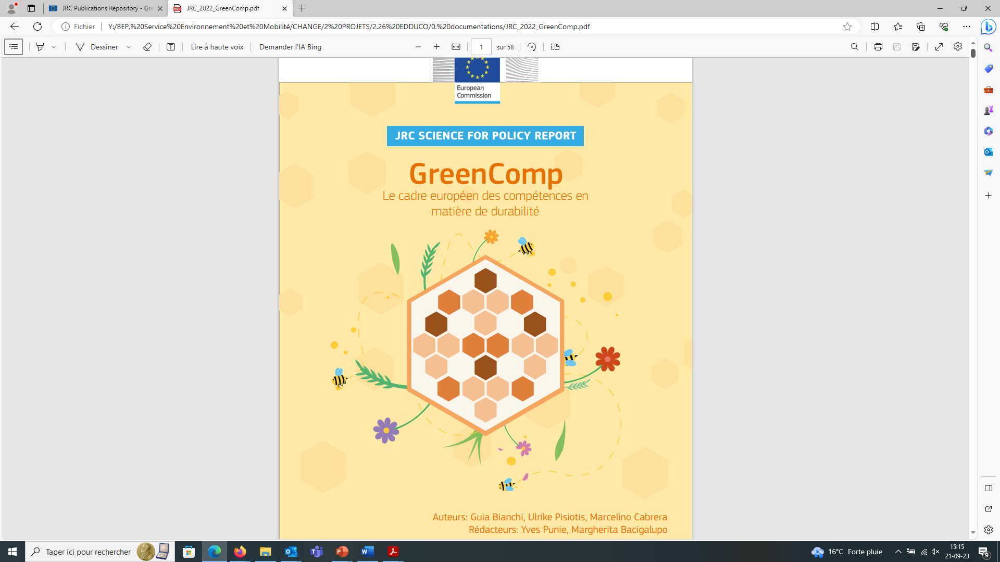 JRC Publications Repository - Gre
JRC_2022_GreenComp.pdf
Fichier
Y:/BEP,%20Service%20Environnement%20et%20Mobilité/CHANGE/2%20PROJETS/2.26%20EDDUCO/0.%20documentations/JRC_2022_GreenComp.pdf
Dessiner
Lire à haute voix
Demander l'IA Bing
1
sur 58
European
Commission
JRC SCIENCE FOR POLICY REPORT
GreenComp
Le cadre européen des compétences en
matière de durabilité
Auteurs: Guia Bianchi, Ulrike Pisiotis, Marcelino Cabrera
Rédacteurs: Yves Punie, Margherita Bacigalupo
Taper ici pour rechercher
16°C Forte pluie
15:15
21-09-23
9